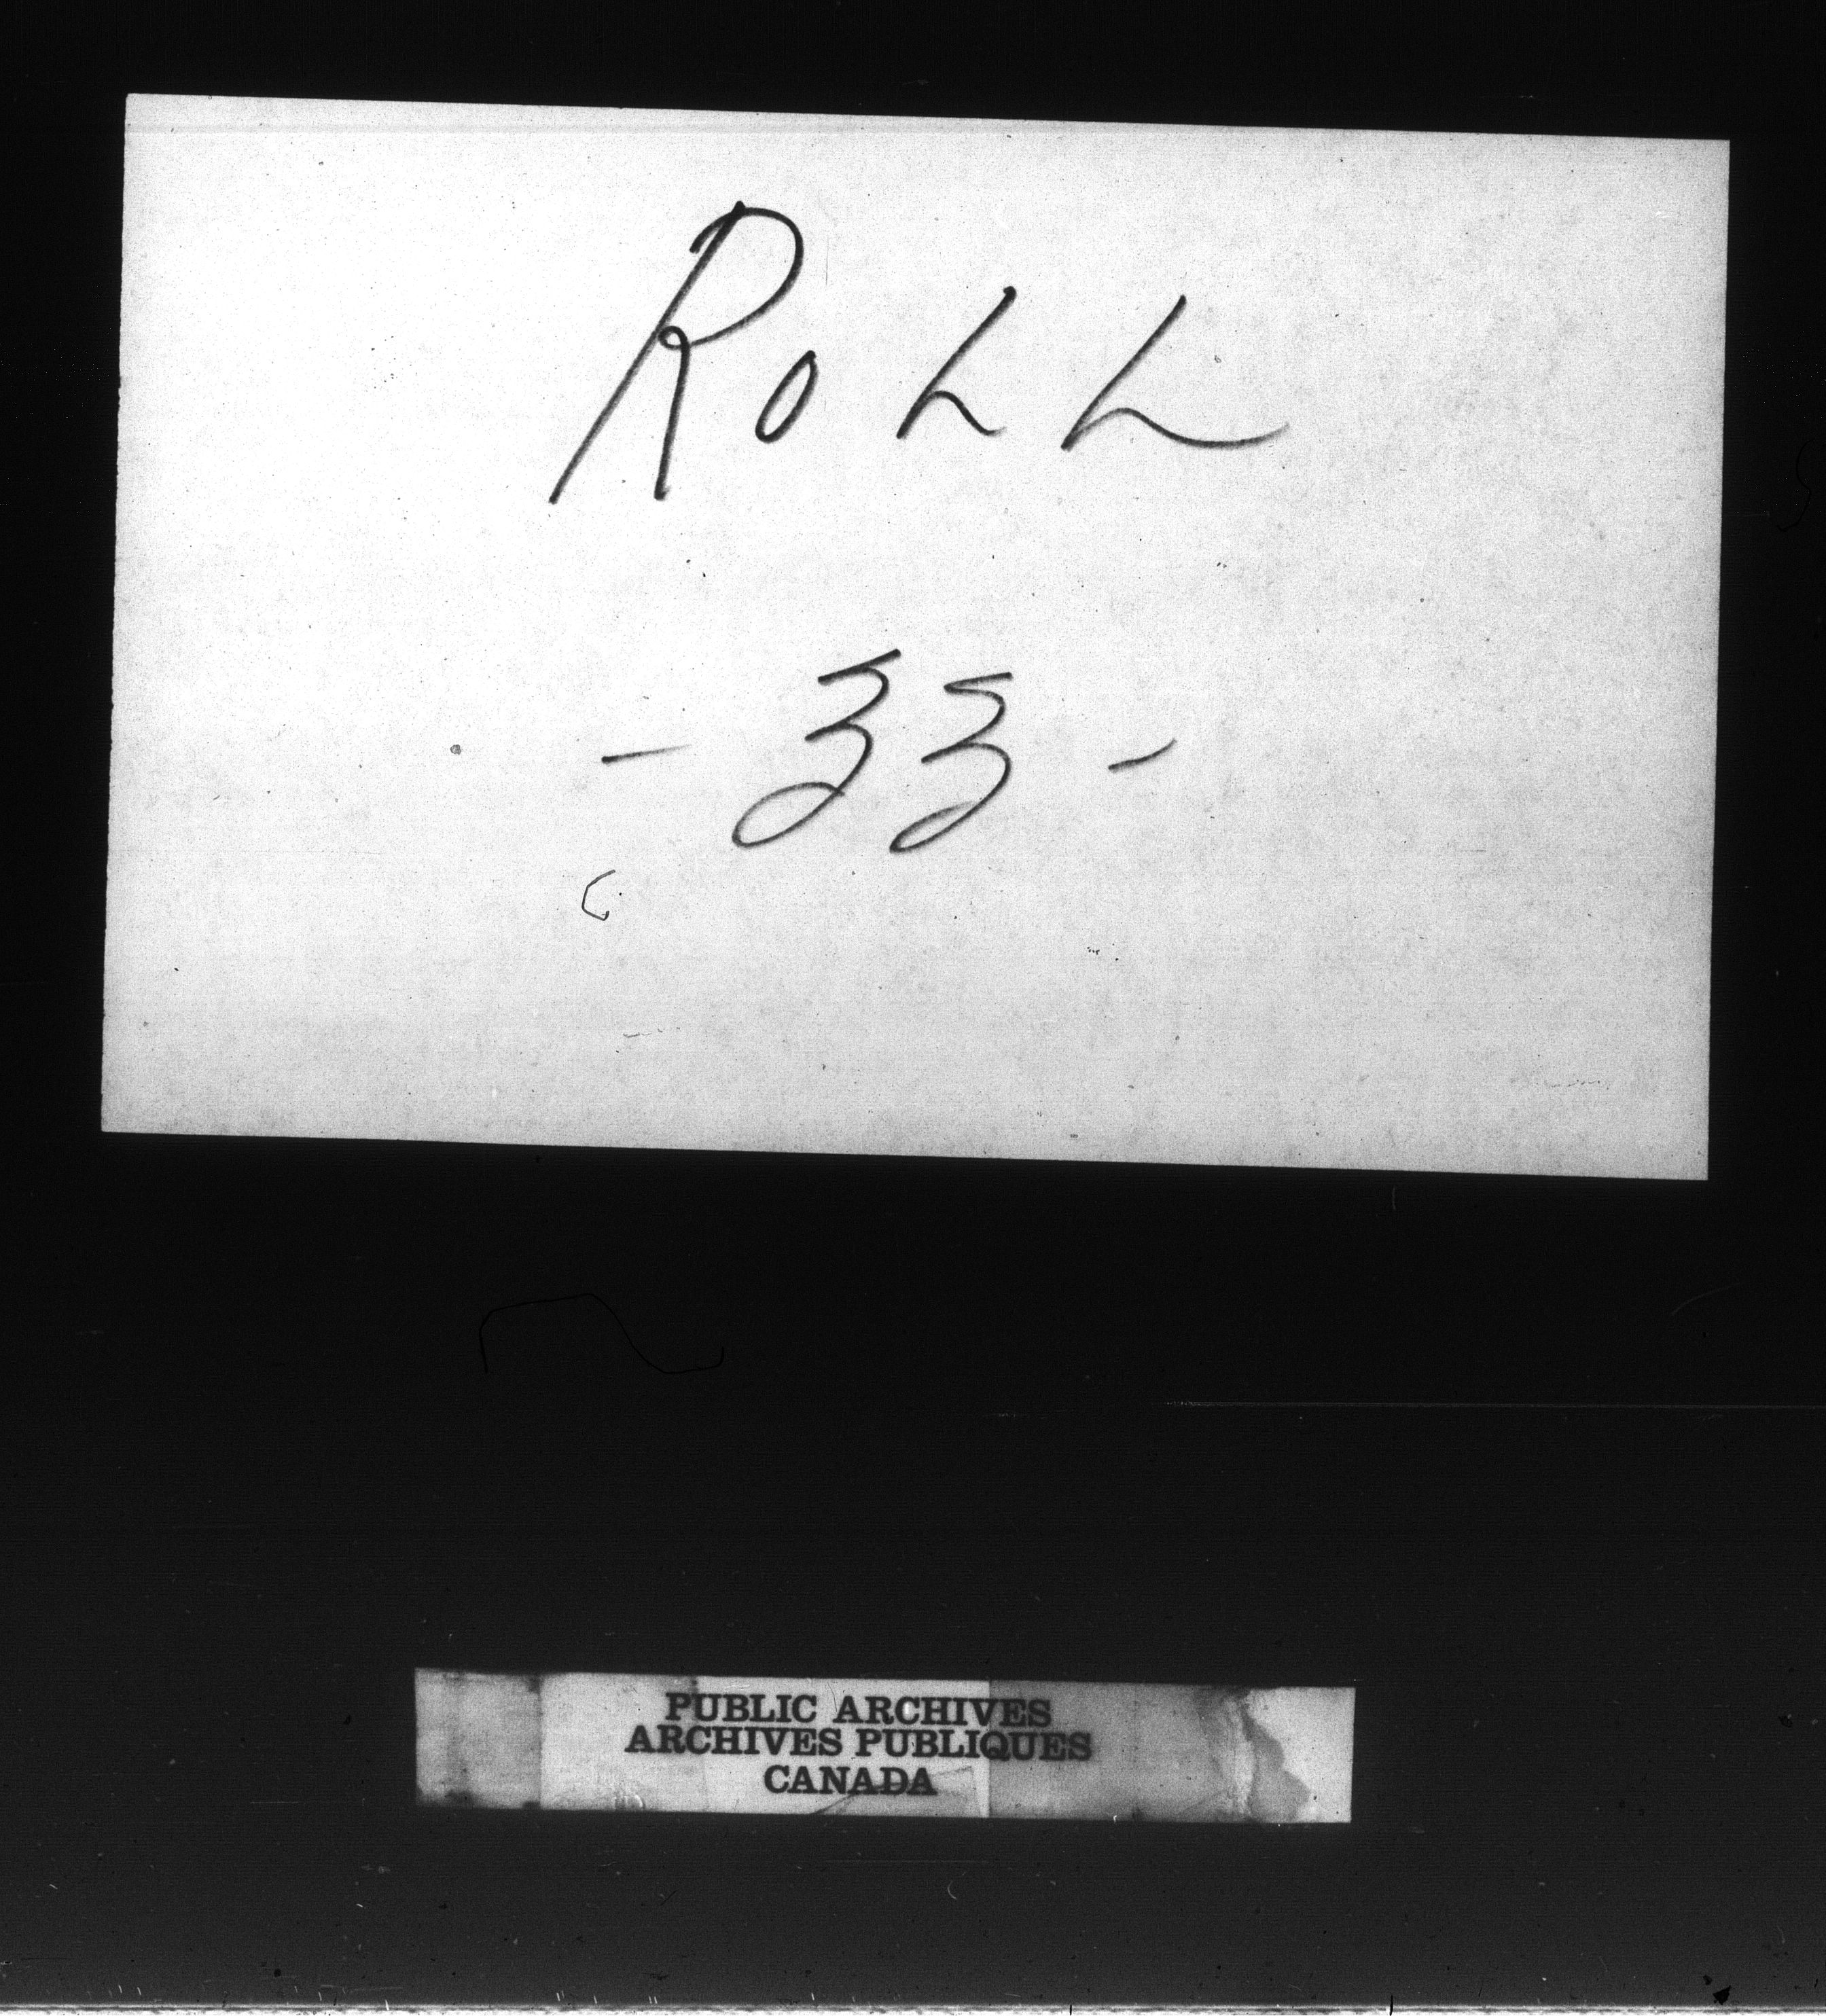 ROLL
- 33 -
PUBLIC ARCHIVES
ARCHIVES PUBLIQUES
CANADA